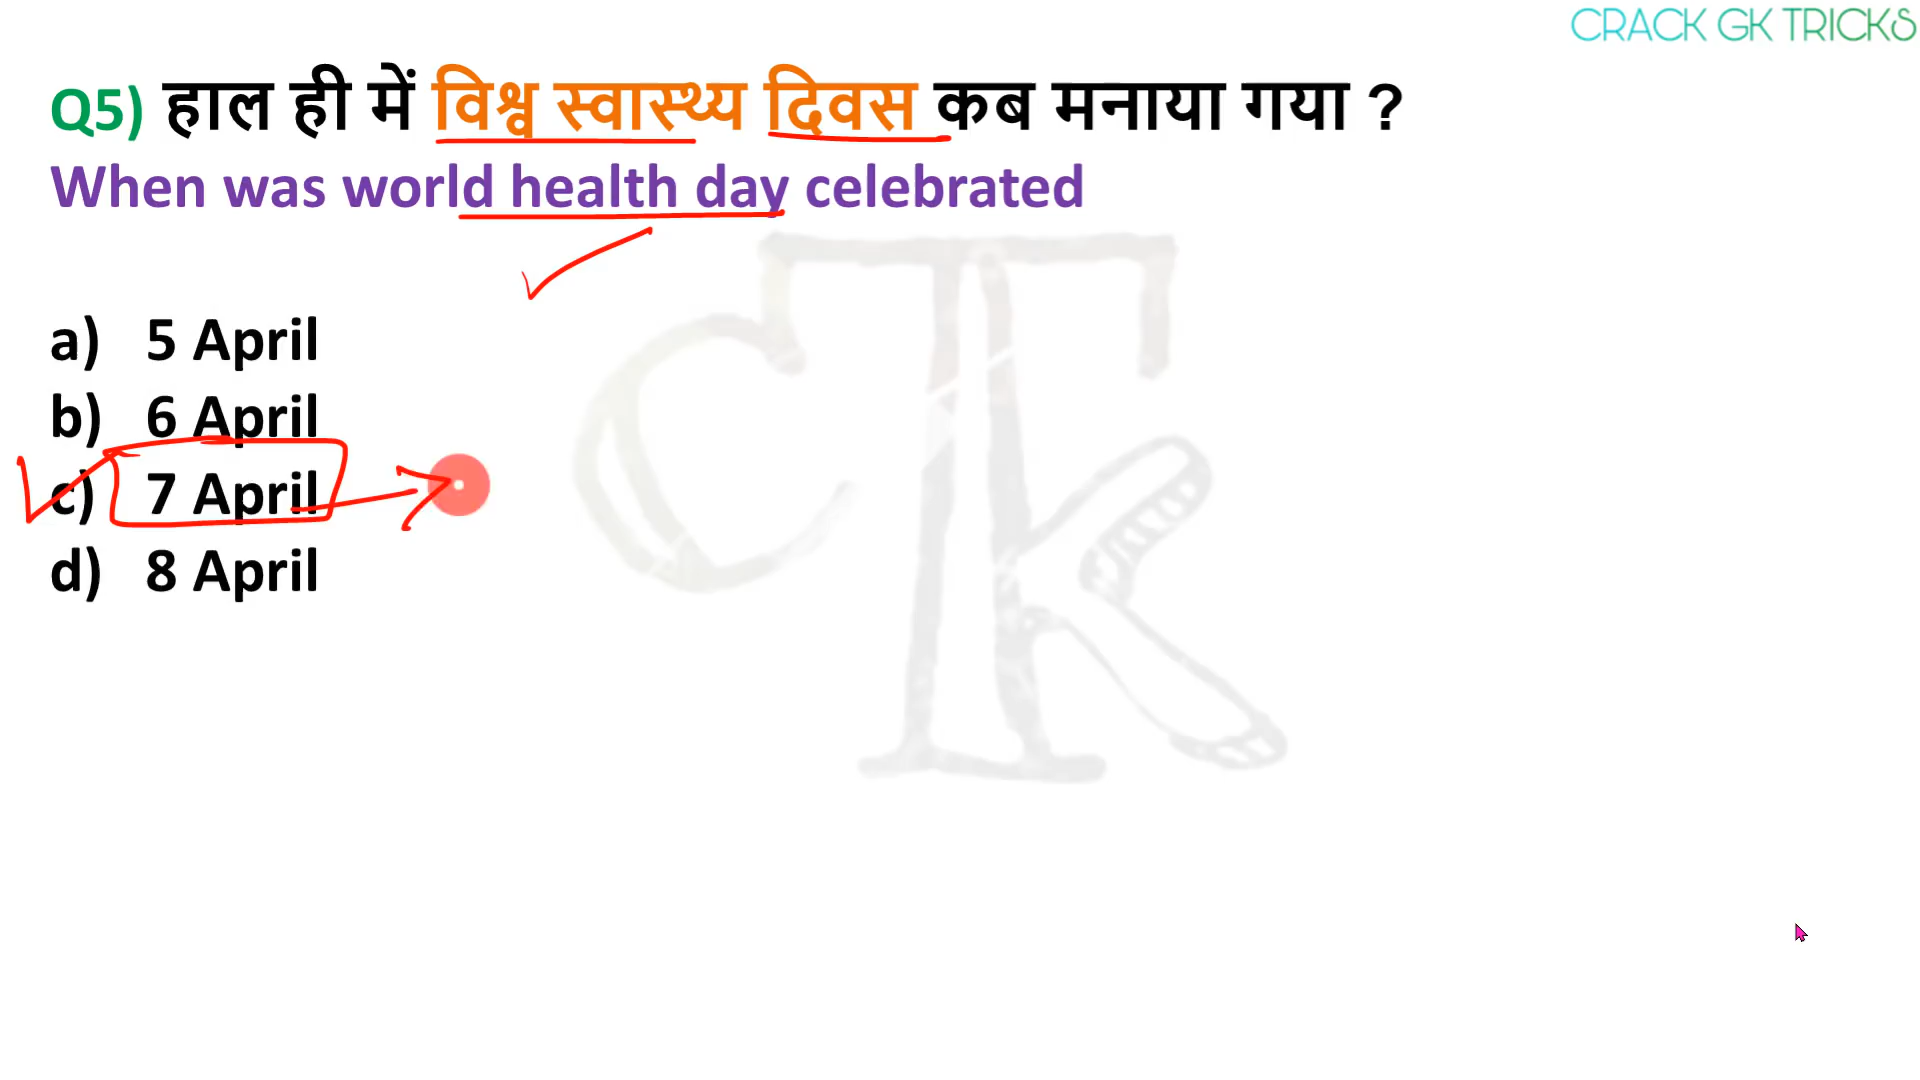 CRACK GK TRICKS
Q5) हाल ही में विश्व स्वास्थ्य दिवस कब मनाया गया ?
When was world health day celebrated
a) 5 April
b) 6 April
c) 7 April
d) 8 April